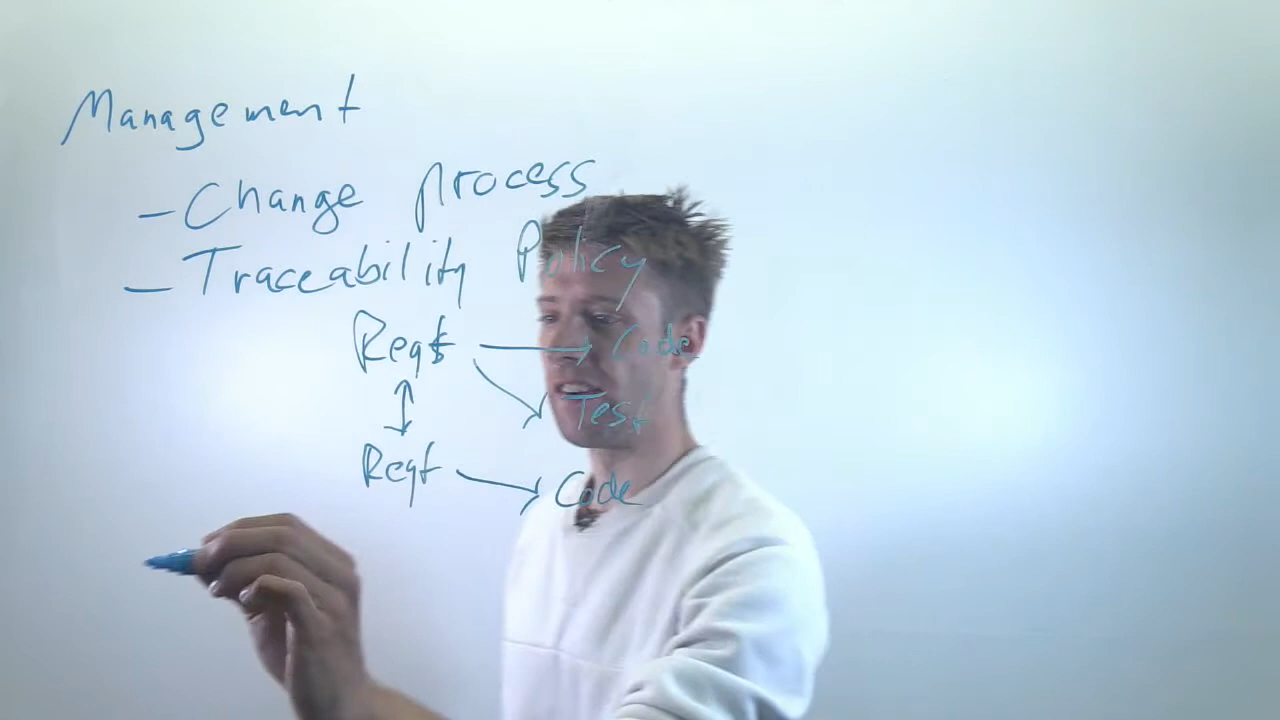 Management
- Change process
- Traceability Policy
Reqt → Code
Test
Reqt → Code